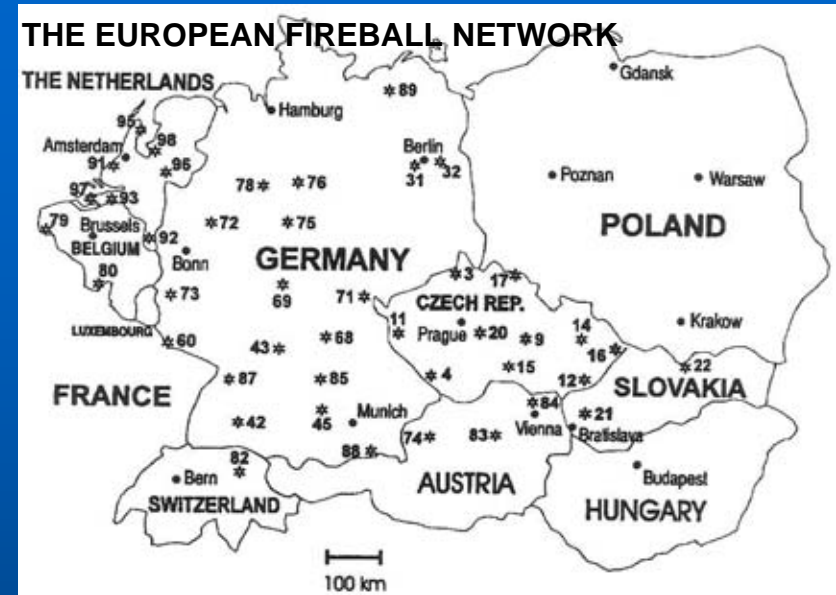 THE EUROPEAN FIREBALL NETWORK
Gdansk
THE NETHERLANDS
89
Hamburg
95
98
Amsterdam
91
96
Berlin
31
32
78
76
Poznan
Warsaw
97
93
79
Brussels
BELGIUM
92
72
75
POLAND
Bonn
GERMANY
80
73
69
71
3
17
CZECH REP.
LUXEMBOURG
60
11
Prague
20
9
14
Krakow
43
68
16
22
FRANCE
87
85
4
15
12
SLOVAKIA
42
45
Munich
84
Vienna
21
Bratislava
74
83
88
82
Bern
SWITZERLAND
AUSTRIA
Budapest
HUNGARY
100 km